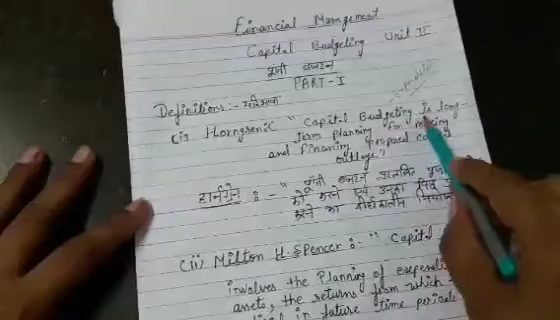 Financial Management
Capital Budgeting Unit II
पूंजी बजटन
PART-I
Definitions:- परिभाषा
(i) Horngren:( "Capital Budgeting is long-
term planning for making
and Financing proposed capital
outlays"
हार्नग्रेन :- "पूंजी बजटन
को करने एवं उनका वित्त
करने का दीर्घकालीन नियोजन
(ii) Milton H. Spencer: "Capital
involves the Planning of
assets, the returns from which
in future time periods